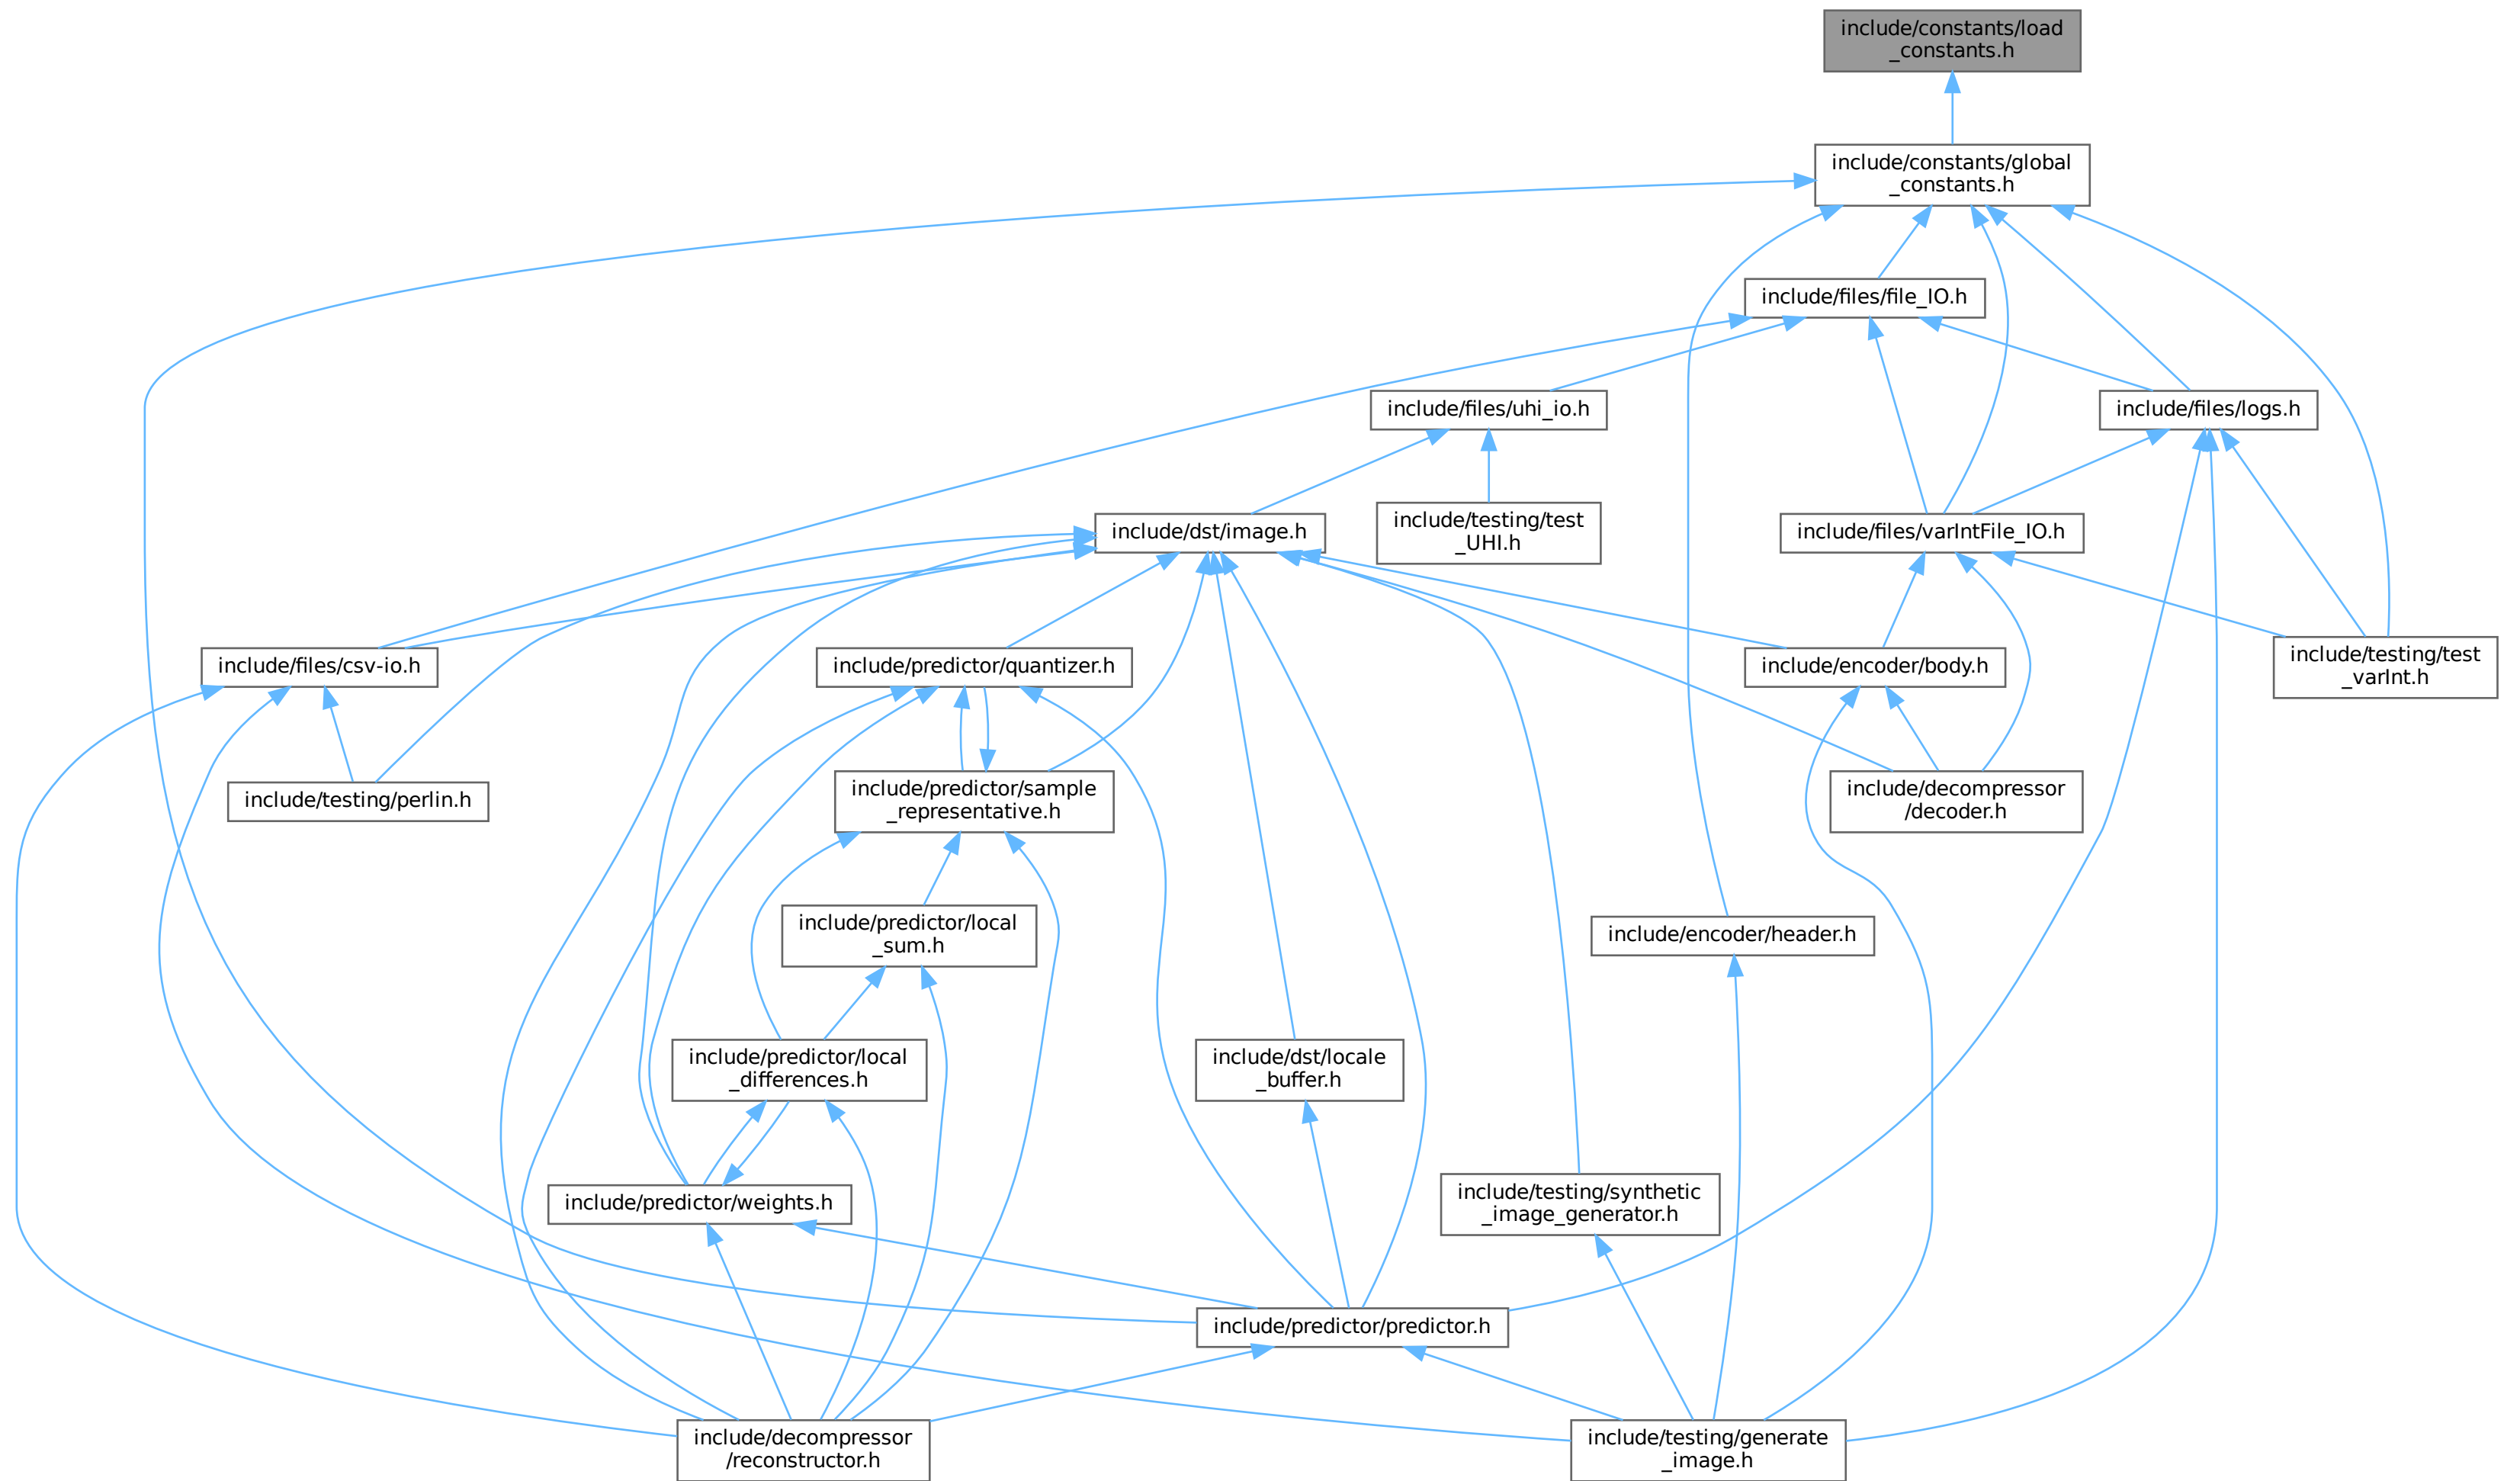 include/constants/load
_constants.h
include/constants/global
_constants.h
include/files/file_IO.h
include/files/uhi_io.h
include/files/logs.h
include/dst/image.h
include/testing/test
_UHI.h
include/files/varIntFile_IO.h
include/files/csv-io.h
include/predictor/quantizer.h
include/encoder/body.h
include/testing/test
_varInt.h
include/testing/perlin.h
include/predictor/sample
_representative.h
include/decompressor
/decoder.h
include/predictor/local
_sum.h
include/encoder/header.h
include/predictor/local
_differences.h
include/dst/locale
_buffer.h
include/predictor/weights.h
include/testing/synthetic
_image_generator.h
include/predictor/predictor.h
include/decompressor
/reconstructor.h
include/testing/generate
_image.h